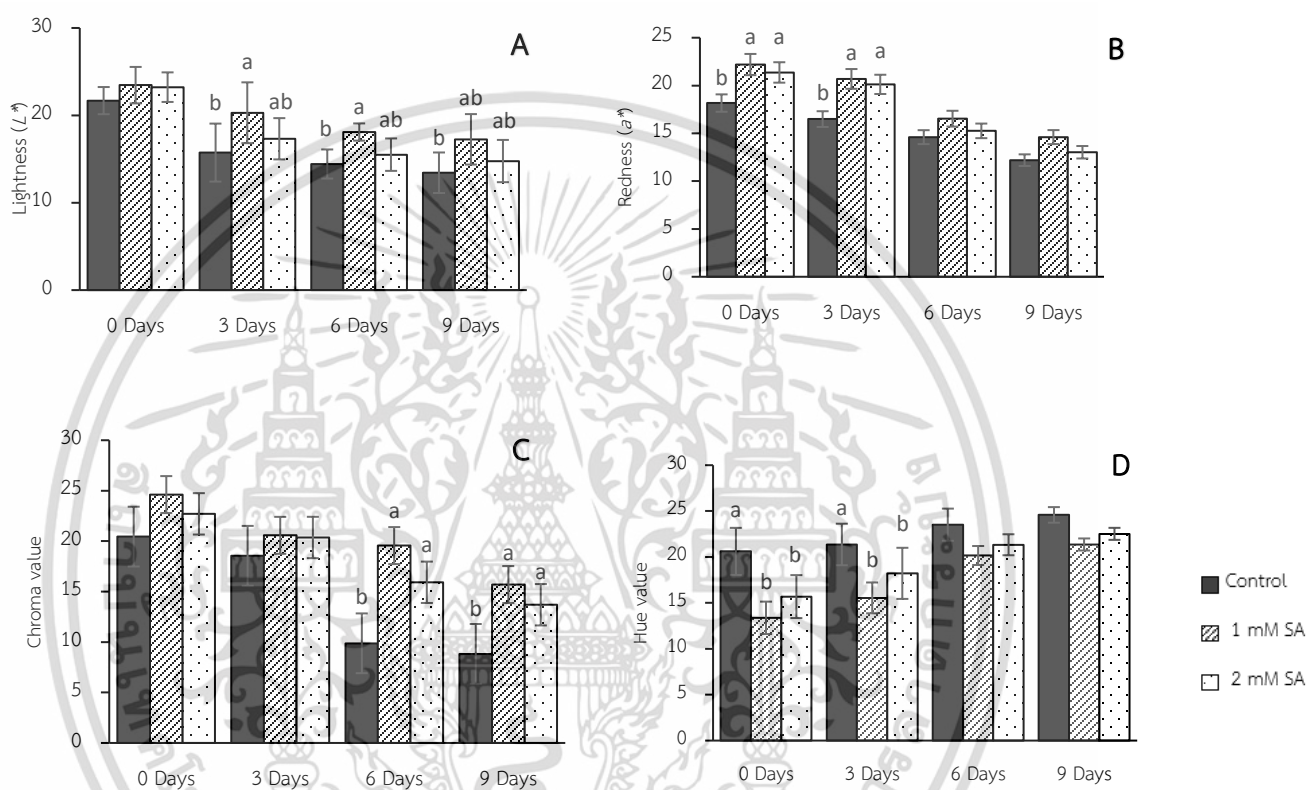 A
Lightness (L*)
30
20
10
0
b
a
ab
b
a
ab
b
ab
ab
0 Days
3 Days
6 Days
9 Days
B
Redness (a*)
25
20
15
10
5
0
b
a
a
b
a
a
0 Days
3 Days
6 Days
9 Days
C
Chroma value
30
25
20
15
10
5
0
b
a
a
b
a
a
0 Days
3 Days
6 Days
9 Days
D
Hue value
30
25
20
15
10
5
0
a
b
b
a
b
b
0 Days
3 Days
6 Days
9 Days
Control
1 mM SA
2 mM SA